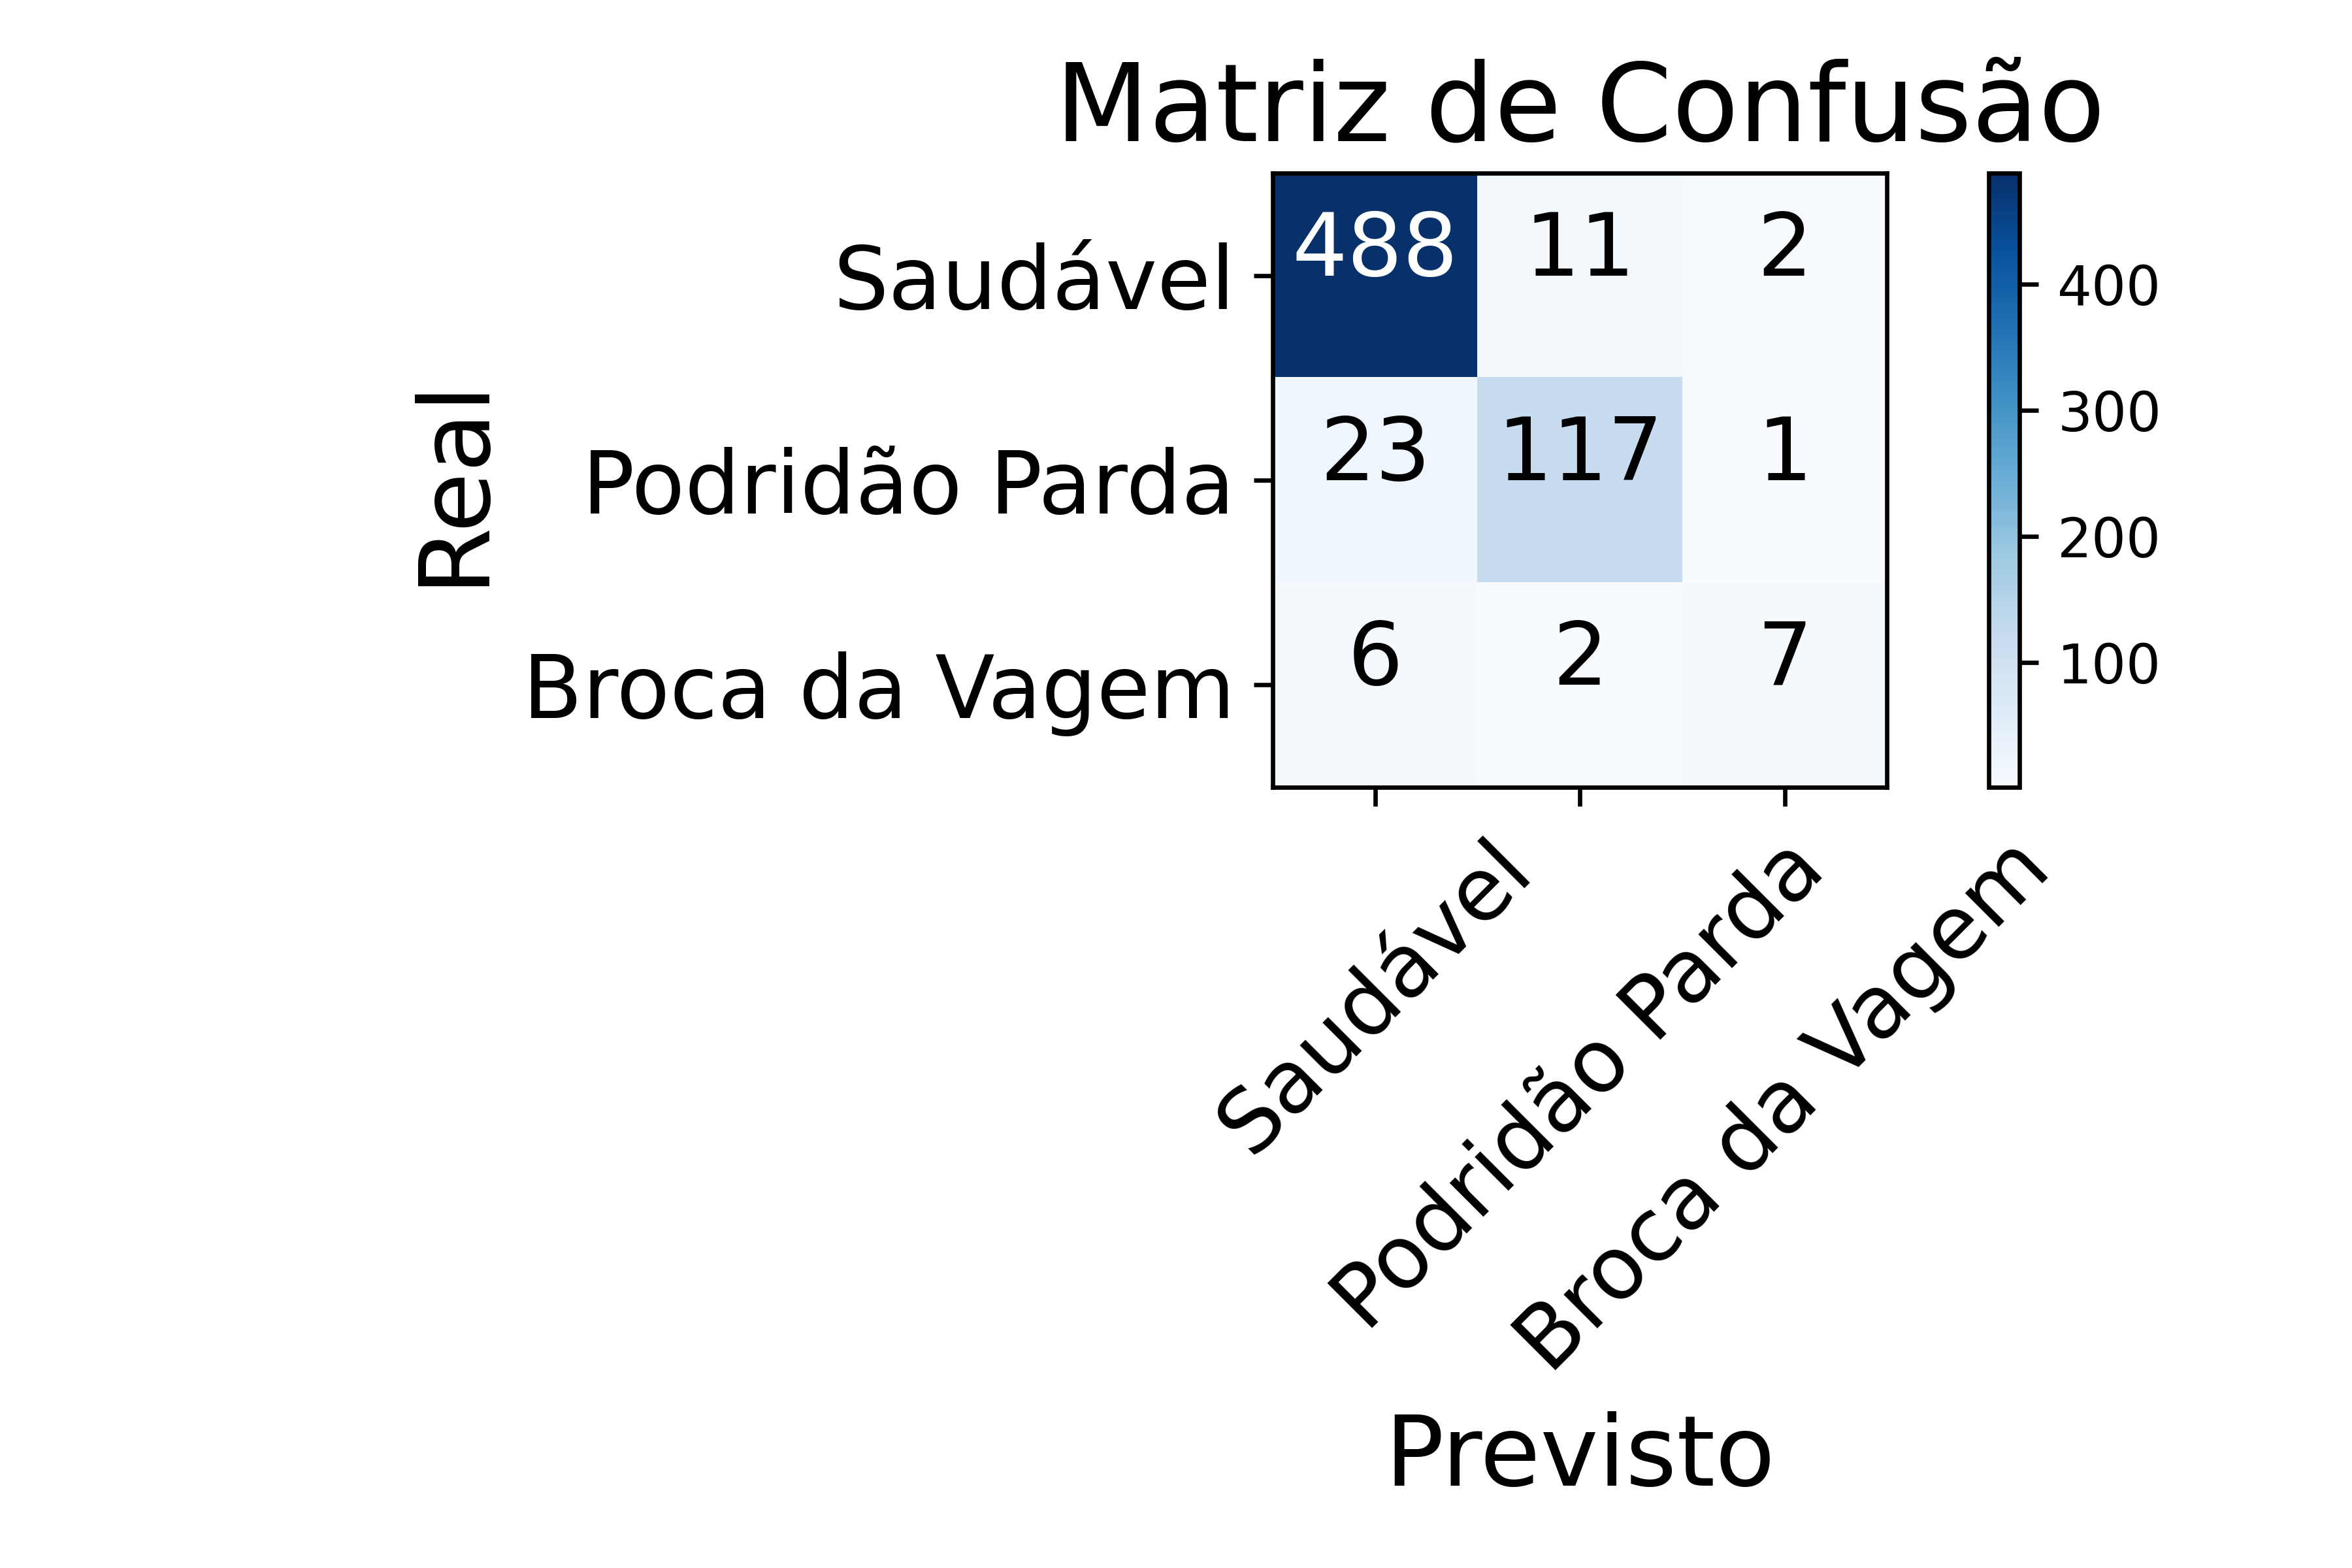 Matriz de Confusão
Real
Saudável
488 11 2
Podridão Parda
23 117 1
Broca da Vagem
6 2 7
400
300
200
100
Saudável
Podridão Parda
Broca da Vagem
Previsto